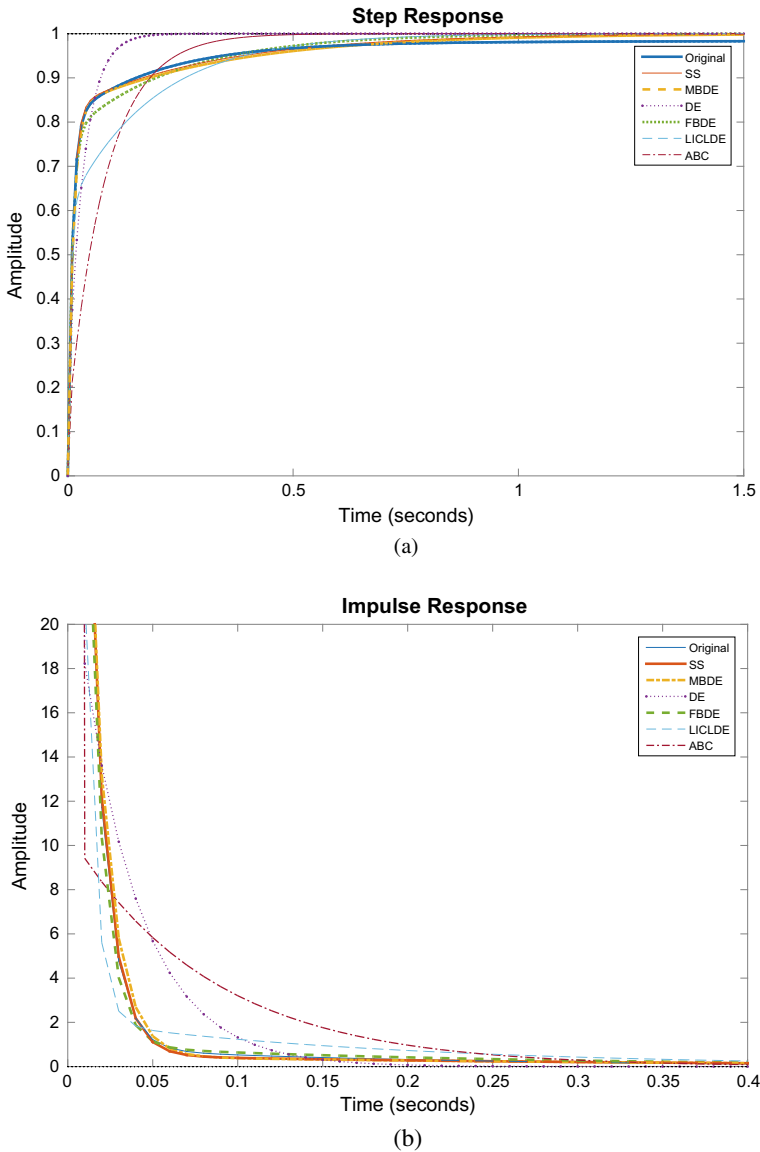 Step Response
1
0.9
0.8
0.7
0.6
0.5
0.4
0.3
0.2
0.1
0
Amplitude
Original
SS
MBDE
DE
FBDE
LICLDE
ABC
0
0.5
1
1.5
Time (seconds)
(a)
Impulse Response
20
18
16
14
12
10
8
6
4
2
0
Amplitude
Original
SS
MBDE
DE
FBDE
LICLDE
ABC
0
0.05
0.1
0.15
0.2
0.25
0.3
0.35
0.4
Time (seconds)
(b)